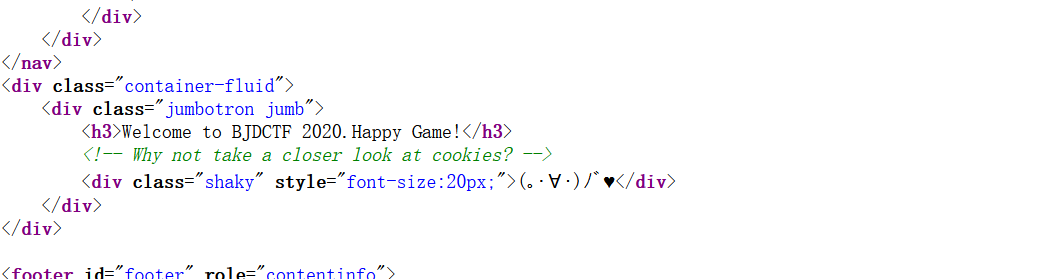 </div>
</div>
</nav>
<div class="container-fluid">
<div class="jumbotron jumb">
<h3>Welcome to BJDCTF 2020.Happy Game!</h3>
<!-- Why not take a closer look at cookies? -->
<div class="shaky" style="font-size:20px;">(｡･∀･)ﾉﾞ♥</div>
</div>
</div>
<footer id="footer" role="contentinfo">